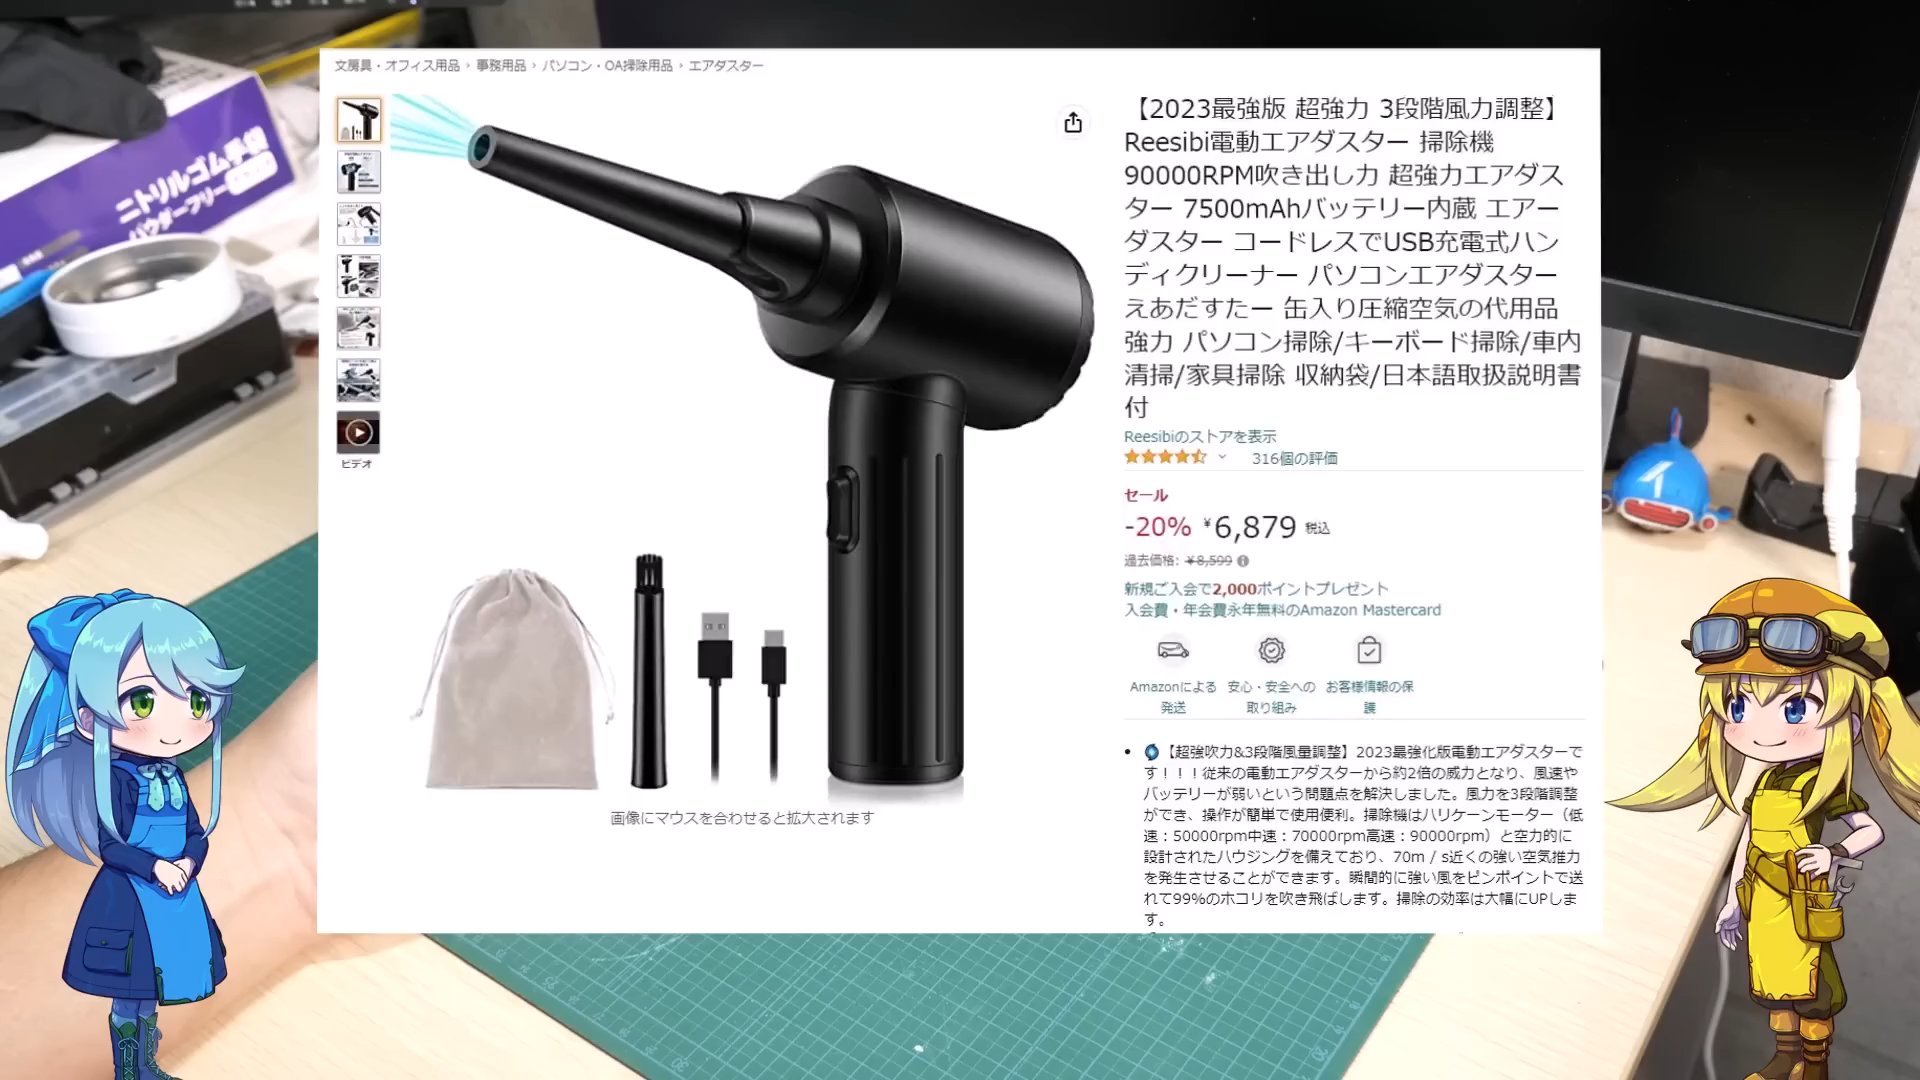 文房具・オフィス用品 › 事務用品 › パソコン・OA掃除用品 › エアダスター
ニトリルゴム手袋
パウダーフリー
【2023最強版 超強力 3段階風力調整】
Reesibi電動エアダスター 掃除機
90000RPM吹き出し力 超強力エアダス
ター 7500mAhバッテリー内蔵 エアー
ダスター コードレスでUSB充電式ハン
ディクリーナー パソコンエアダスター
えあだすたー 缶入り圧縮空気の代用品
強力 パソコン掃除/キーボード掃除/車内
清掃/家具掃除 収納袋/日本語取扱説明書
付
Reesibiのストアを表示
316個の評価
ビデオ
セール
-20% ¥6,879 税込
過去価格: ¥8,599
新規ご入会で2,000ポイントプレゼント
入会費・年会費永年無料のAmazon Mastercard
Amazonによる
発送
安心・安全への
取り組み
お客様情報の保
護
【超強吹力&3段階風量調整】2023最強化版電動エアダスターで
す！！！従来の電動エアダスターから約2倍の威力となり、風速や
バッテリーが弱いという問題点を解決しました。風力を3段階調整
ができ、操作が簡単で使用便利。掃除機はハリケーンモーター（低
速：50000rpm中速：70000rpm高速：90000rpm）と空力的に
設計されたハウジングを備えており、70m / s近くの強い空気推力
を発生させることができます。瞬間的に強い風をピンポイントで送
れて99%のホコリを吹き飛ばします。掃除の効率は大幅にUPしま
す。
画像にマウスを合わせると拡大されます